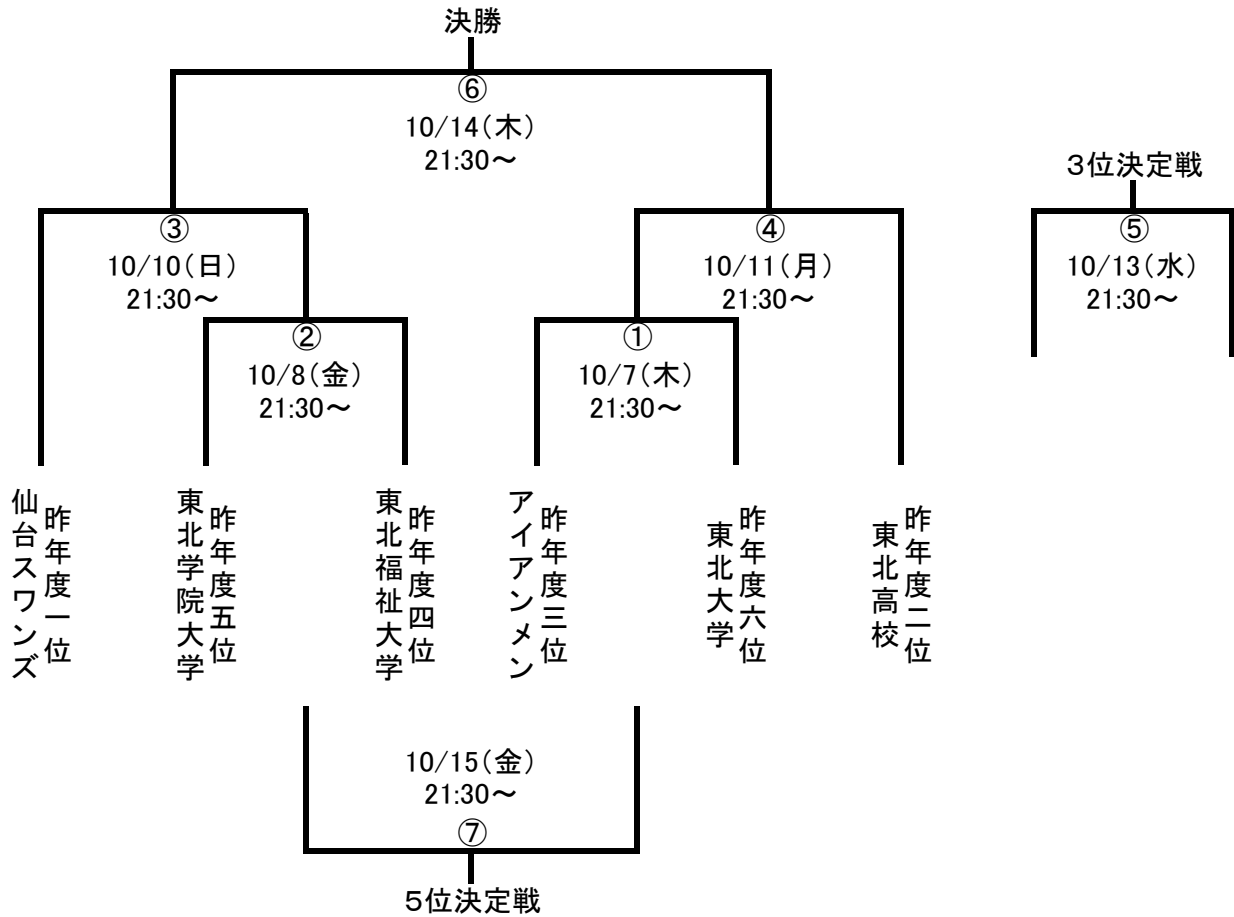 決勝
⑥
10/14(木)
21:30～
3位決定戦
③
10/10(日)
21:30～
④
10/11(月)
21:30～
⑤
10/13(水)
21:30～
②
10/8(金)
21:30～
①
10/7(木)
21:30～
昨年度一位
仙台スワンズ
昨年度五位
東北学院大学
昨年度四位
東北福祉大学
昨年度三位
アイアンメン
昨年度六位
東北大学
昨年度二位
東北高校
10/15(金)
21:30～
⑦
5位決定戦